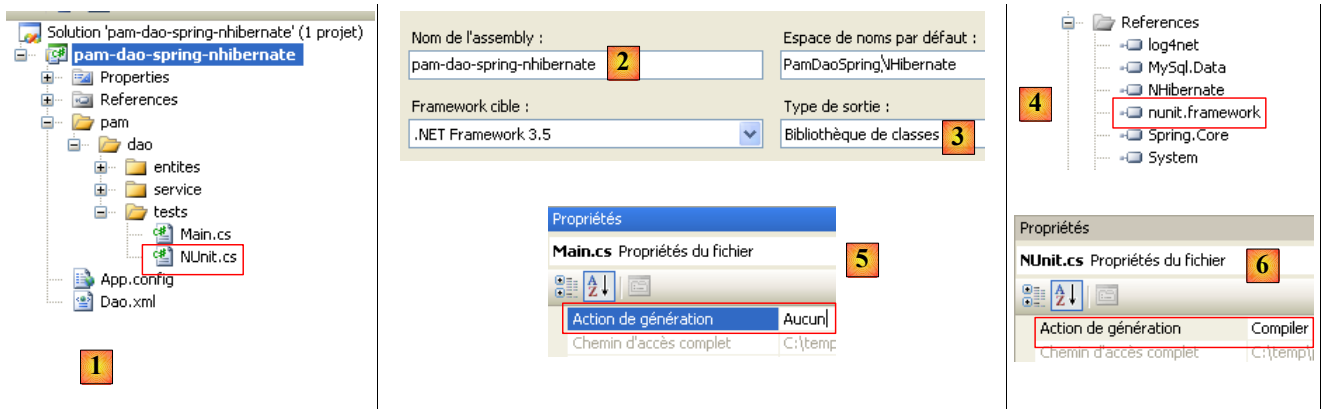 Solution 'pam-dao-spring-nhibernate' (1 projet)
pam-dao-spring-nhibernate
Properties
References
pam
dao
entites
service
tests
Main.cs
NUnit.cs
App.config
Dao.xml
1
Nom de l'assembly :
Espace de noms par défaut :
pam-dao-spring-nhibernate
2
PamDaoSpringNHibernate
Framework cible :
Type de sortie :
.NET Framework 3.5
Bibliothèque de classes
3
Propriétés
Main.cs Propriétés du fichier
5
Action de génération
Aucun
Chemin d'accès complet
C:\temp
References
log4net
MySql.Data
NHibernate
4
nunit.framework
Spring.Core
System
Propriétés
NUnit.cs Propriétés du fichier
6
Action de génération
Compiler
Chemin d'accès complet
C:\temp\